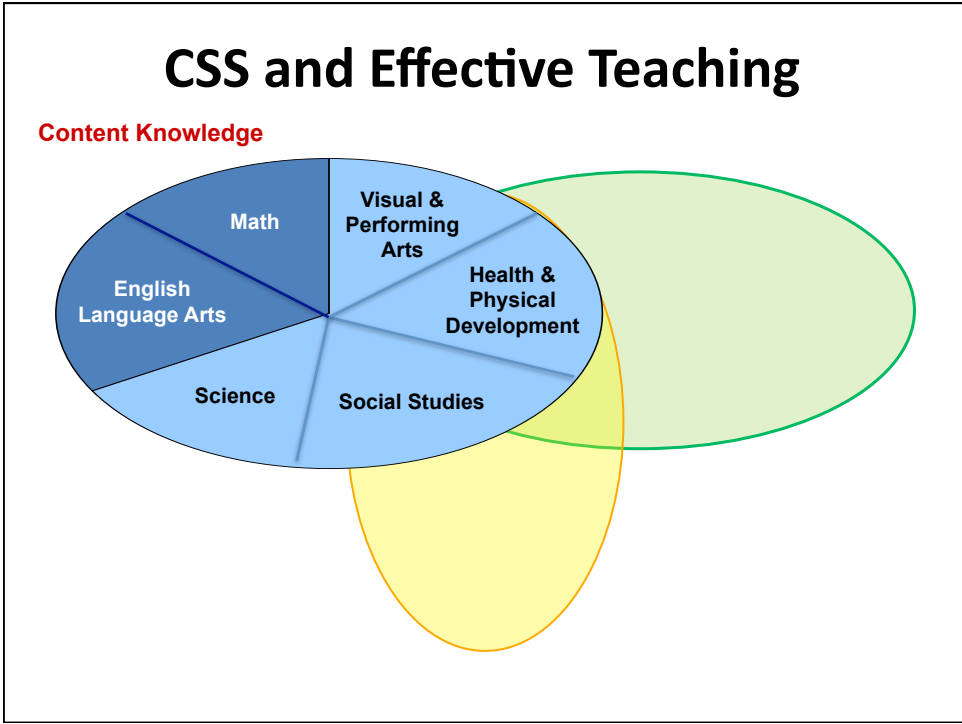 CSS and Effective Teaching
Content Knowledge
Math
Visual &
Performing
Arts
English
Language Arts
Health &
Physical
Development
Science
Social Studies